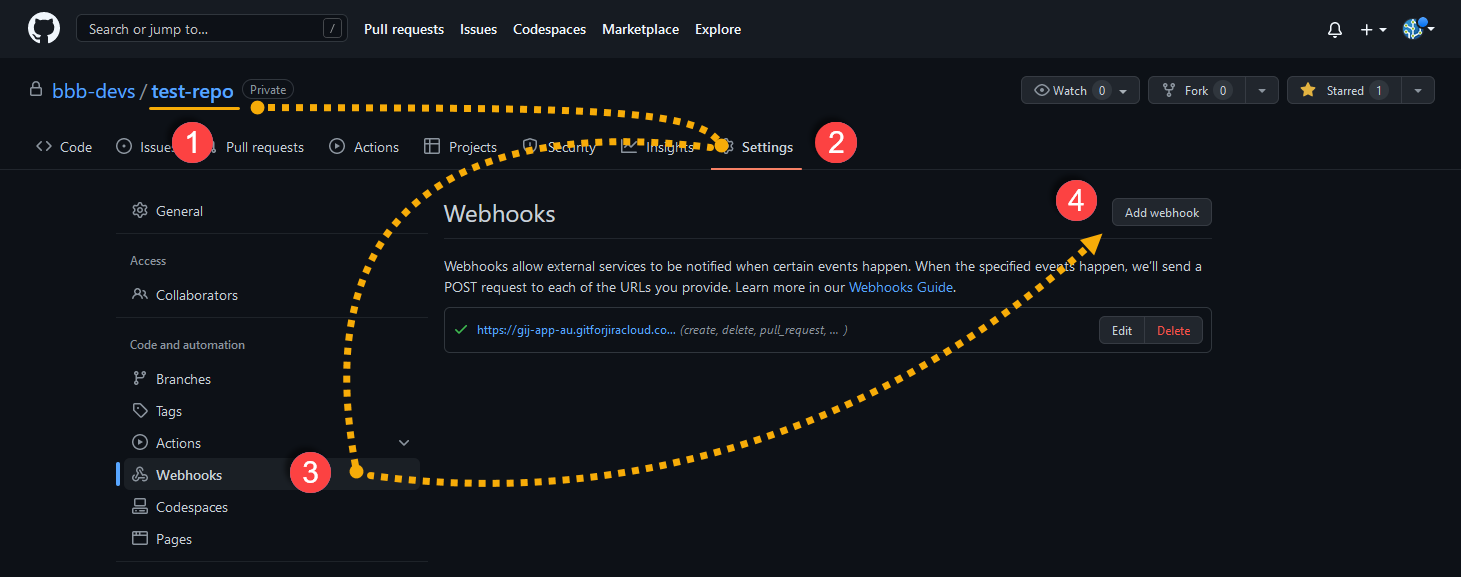 Search or jump to... /
Pull requests Issues Codespaces Marketplace Explore
bbb-devs / test-repo Private
Watch 0 Fork 0 Starred 1
Code Issues 1 Pull requests Actions Projects Security Insights Settings 2
General
Access
Collaborators
Code and automation
Branches
Tags
Actions
Webhooks 3
Codespaces
Pages
Webhooks 4 Add webhook
Webhooks allow external services to be notified when certain events happen. When the specified events happen, we'll send a
POST request to each of the URLs you provide. Learn more in our Webhooks Guide.
https://gij-app-au.gitforjiracloud.co... (create, delete, pull_request, ... ) Edit Delete